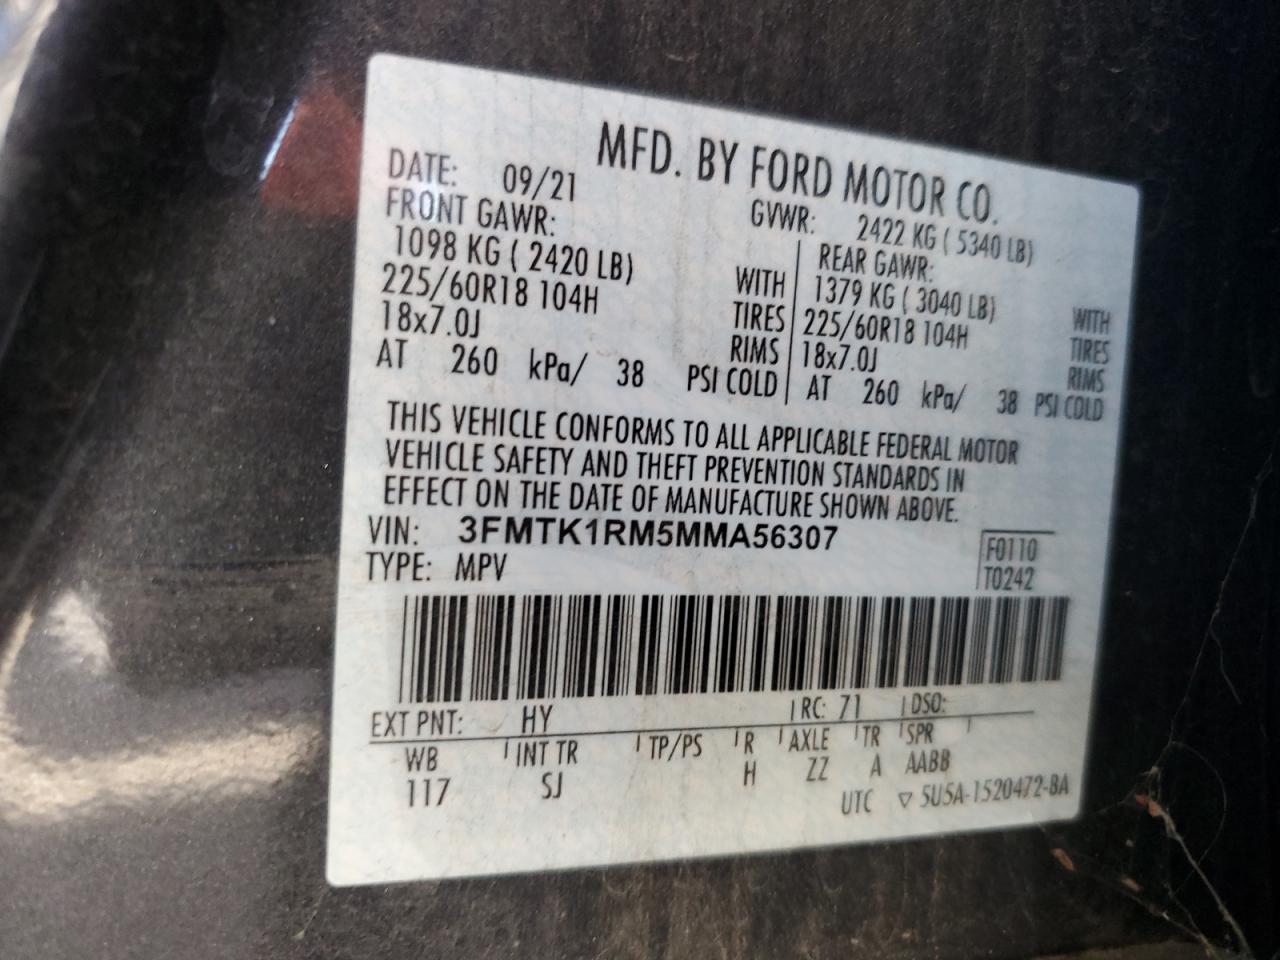 MFD. BY FORD MOTOR CO.
DATE: 09/21 GVWR: 2422 KG ( 5340 LB)
FRONT GAWR: REAR GAWR:
1098 KG ( 2420 LB) WITH 1379 KG ( 3040 LB) WITH
225/60R18 104H TIRES 225/60R18 104H TIRES
18x7.0J RIMS 18x7.0J RIMS
AT 260 kPa/ 38 PSI COLD AT 260 kPa/ 38 PSI COLD
THIS VEHICLE CONFORMS TO ALL APPLICABLE FEDERAL MOTOR
VEHICLE SAFETY AND THEFT PREVENTION STANDARDS IN
EFFECT ON THE DATE OF MANUFACTURE SHOWN ABOVE.
VIN: 3FMTK1RM5MMA56307 F0110
TYPE: MPV T0242
EXT PNT: HY RC: 71 DSO:
WB INT TR TP/PS R AXLE TR SPR
117 SJ H ZZ A AABB
UTC ▽ 5U5A-1520472-BA